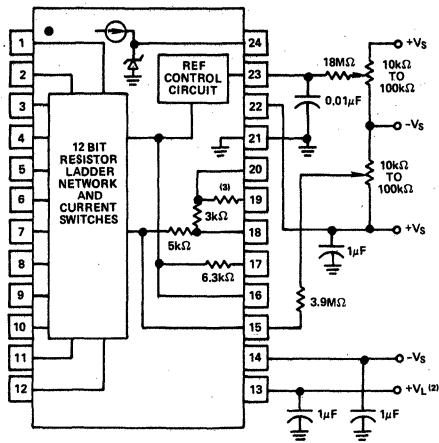 1
2
3
4
5
6
7
8
9
10
11
12
24
23
22
21
20
19
18
17
16
15
14
13
REF
CONTROL
CIRCUIT
12 BIT
RESISTOR
LADDER
NETWORK
AND
CURRENT
SWITCHES
(3)
3kΩ
5kΩ
6.3kΩ
18MΩ
0.01μF
+VS
10kΩ
TO
100kΩ
-VS
10kΩ
TO
100kΩ
+VS
1μF
3.9MΩ
-VS
+VL(2)
1μF
1μF